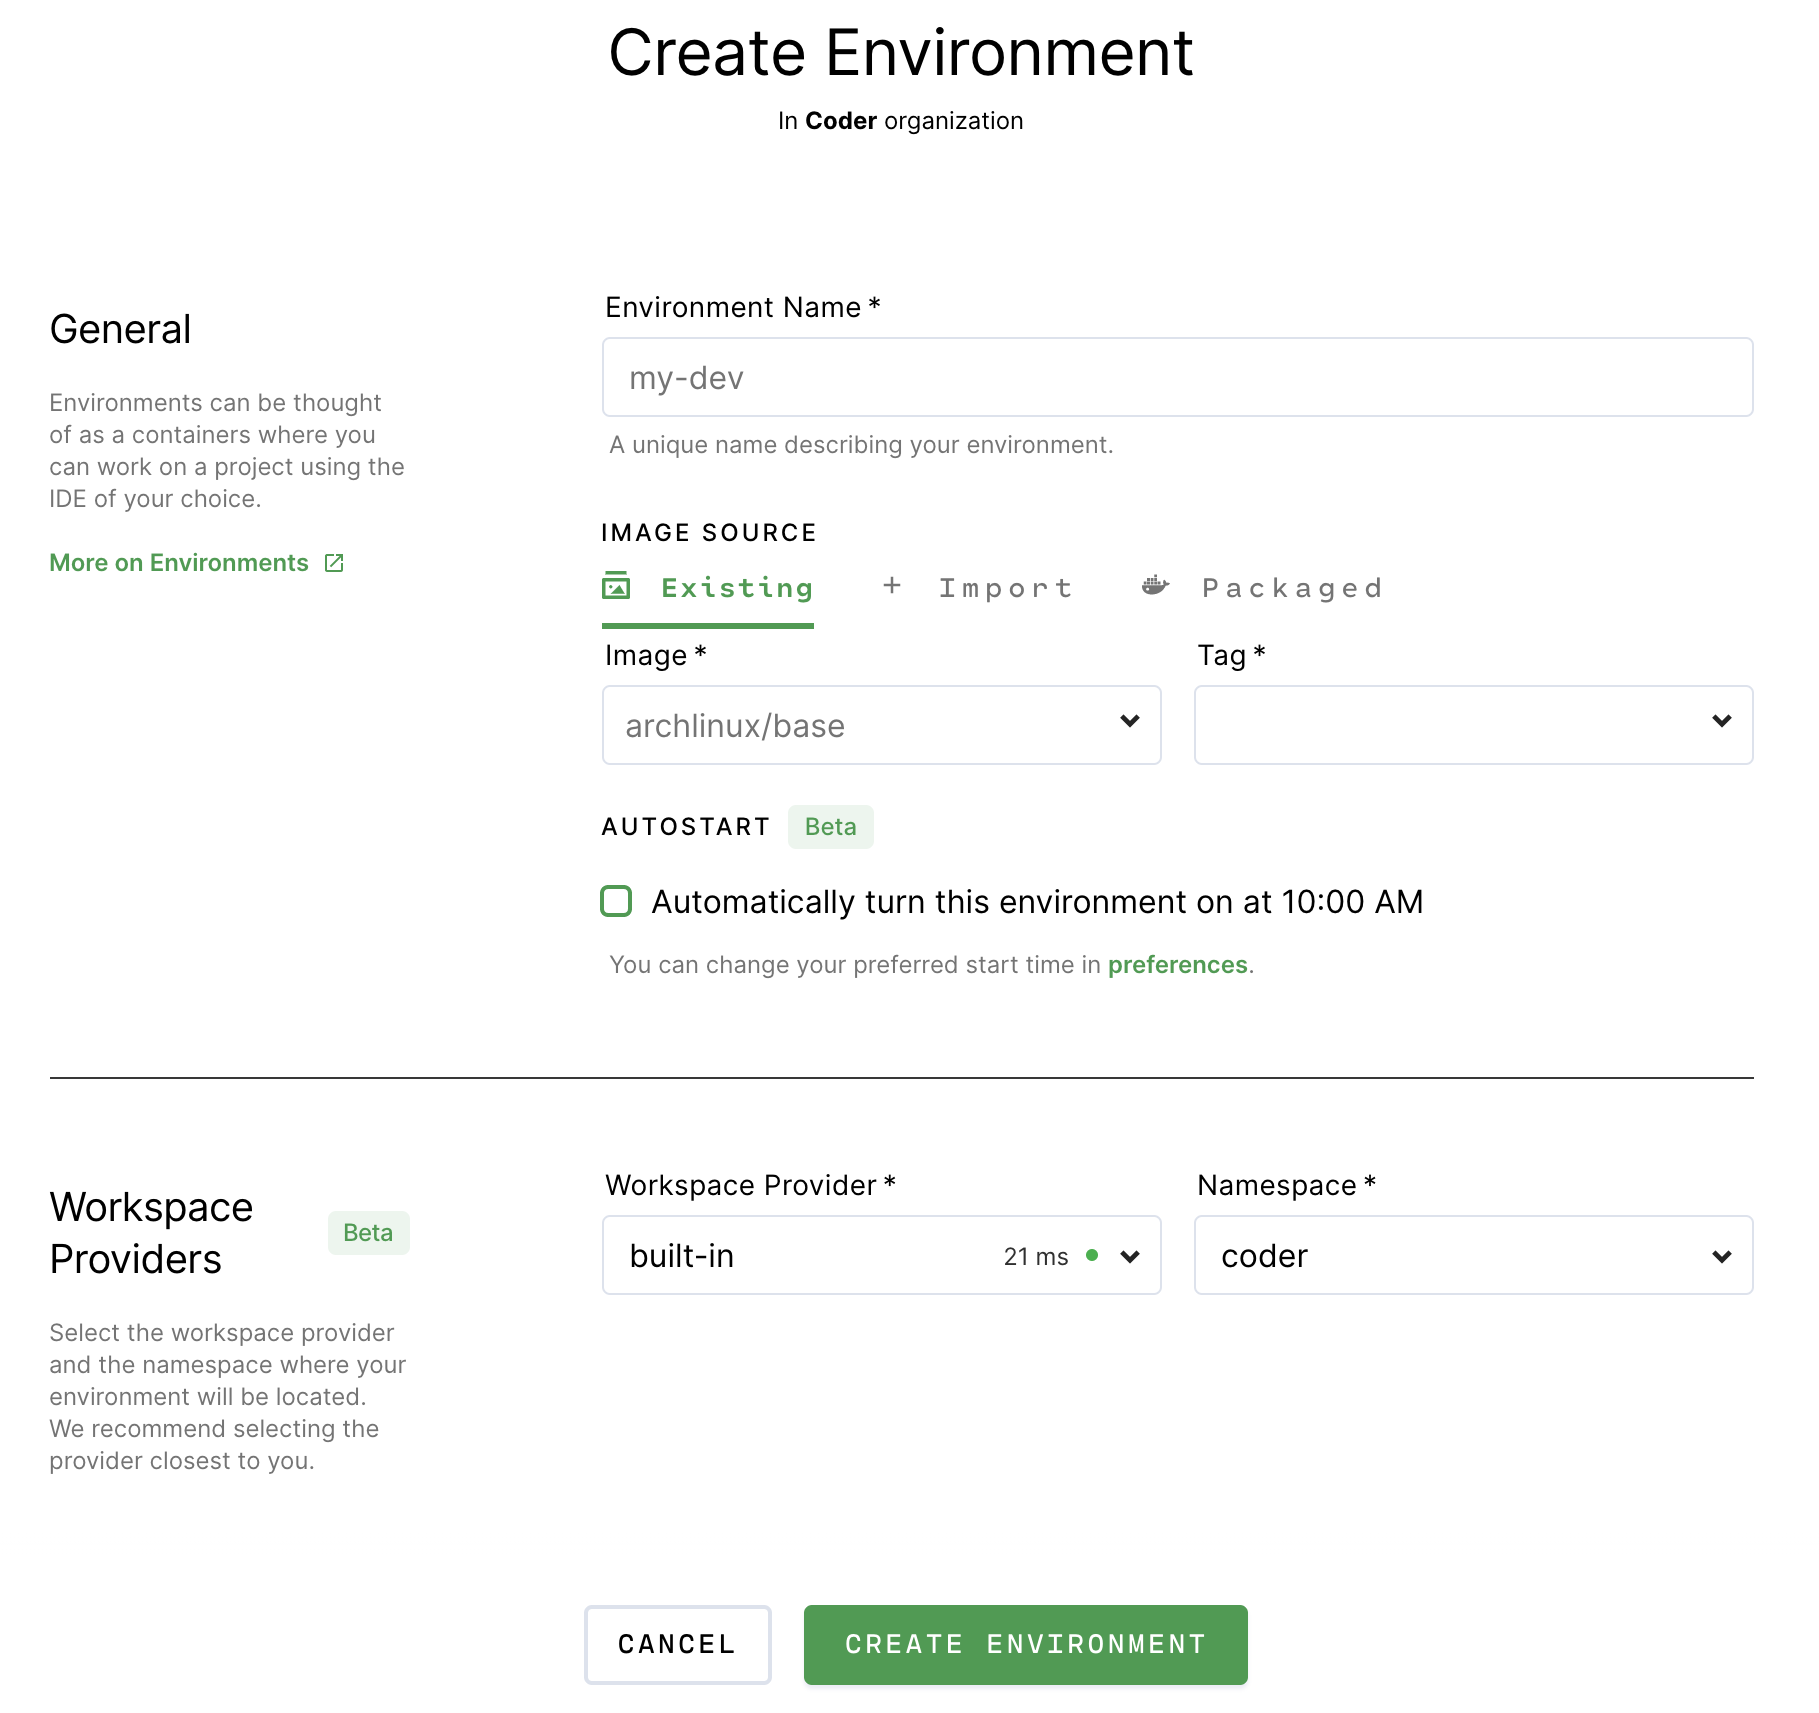 Create Environment
In Coder organization
General
Environments can be thought
of as a containers where you
can work on a project using the
IDE of your choice.
More on Environments
Environment Name *
my-dev
A unique name describing your environment.
IMAGE SOURCE
Existing + Import Packaged
Image * Tag *
archlinux/base
AUTOSTART Beta
Automatically turn this environment on at 10:00 AM
You can change your preferred start time in preferences.
Workspace
Providers
Beta
Select the workspace provider
and the namespace where your
environment will be located.
We recommend selecting the
provider closest to you.
Workspace Provider * Namespace *
built-in 21 ms coder
CANCEL CREATE ENVIRONMENT